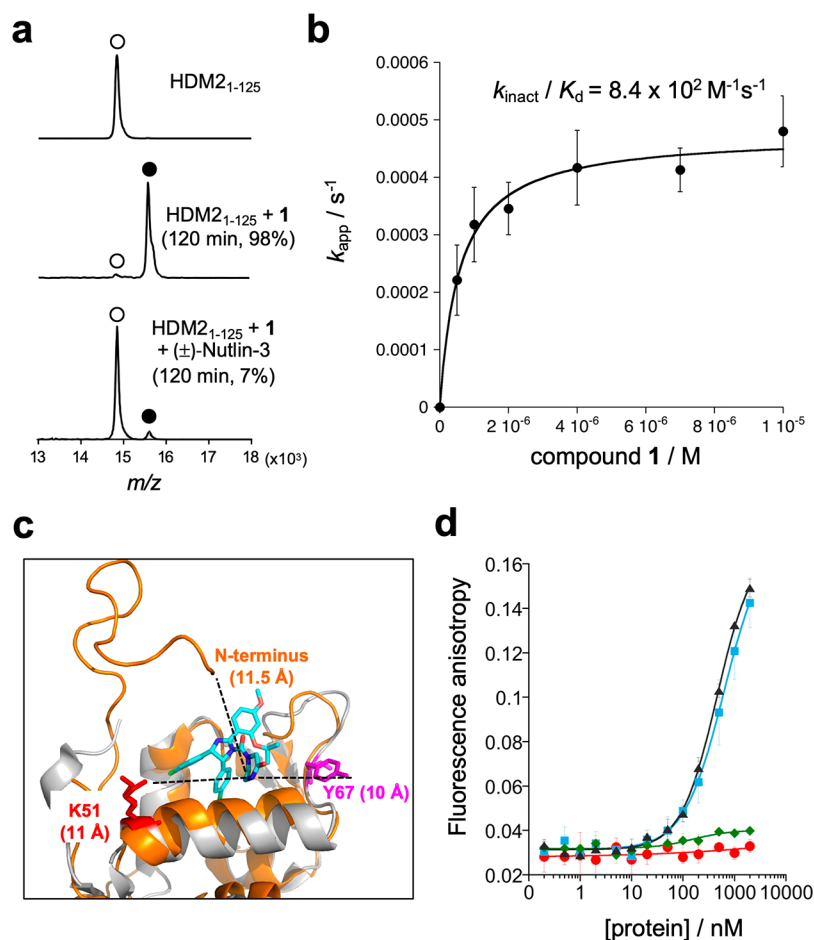 a
HDM2₁₋₁₂₅
HDM2₁₋₁₂₅ + 1
(120 min, 98%)
HDM2₁₋₁₂₅ + 1
+ (±)-Nutlin-3
(120 min, 7%)
13 14 15 16 17 18 (x10³)
m/z
b
0.0006
0.0005
0.0004
0.0003
0.0002
0.0001
0
k_app / s⁻¹
k_inact / K_d = 8.4 x 10² M⁻¹s⁻¹
0 2 10⁻⁶ 4 10⁻⁶ 6 10⁻⁶ 8 10⁻⁶ 1 10⁻⁵
compound 1 / M
c
N-terminus
(11.5 Å)
K51
(11 Å)
Y67 (10 Å)
d
0.16
0.14
0.12
0.1
0.08
0.06
0.04
0.02
Fluorescence anisotropy
0 1 10 100 1000 10000
[protein] / nM